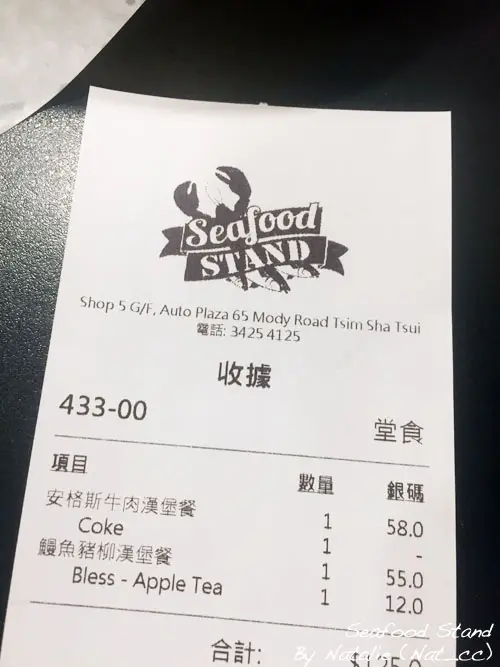 Seafood
STAND
Shop 5 G/F, Auto Plaza 65 Mody Road Tsim Sha Tsui
電話: 3425 4125
收據
433-00 堂食
項目 數量 銀碼
安格斯牛肉漢堡餐 1 58.0
Coke 1 -
鰻魚豬柳漢堡餐 1 55.0
Bless - Apple Tea 1 12.0
合計:
Seafood Stand
By Natalie (Nat_cc)